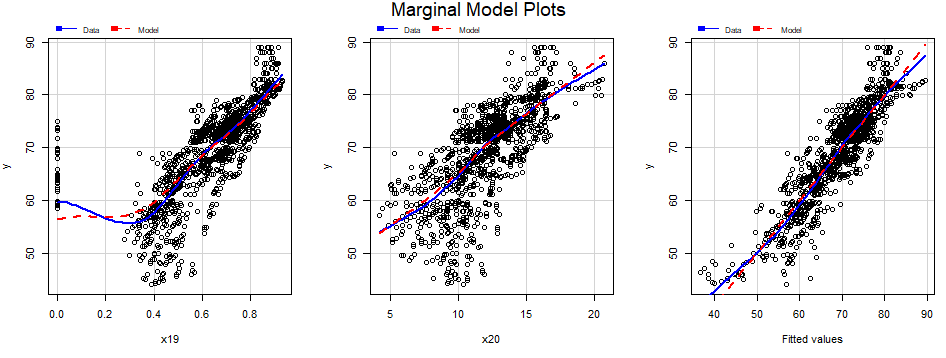 Marginal Model Plots
Data Model
Data Model
Data Model
90
80
70
60
50
y
0.0 0.2 0.4 0.6 0.8
x19
90
80
70
60
50
y
5 10 15 20
x20
90
80
70
60
50
y
40 50 60 70 80 90
Fitted values